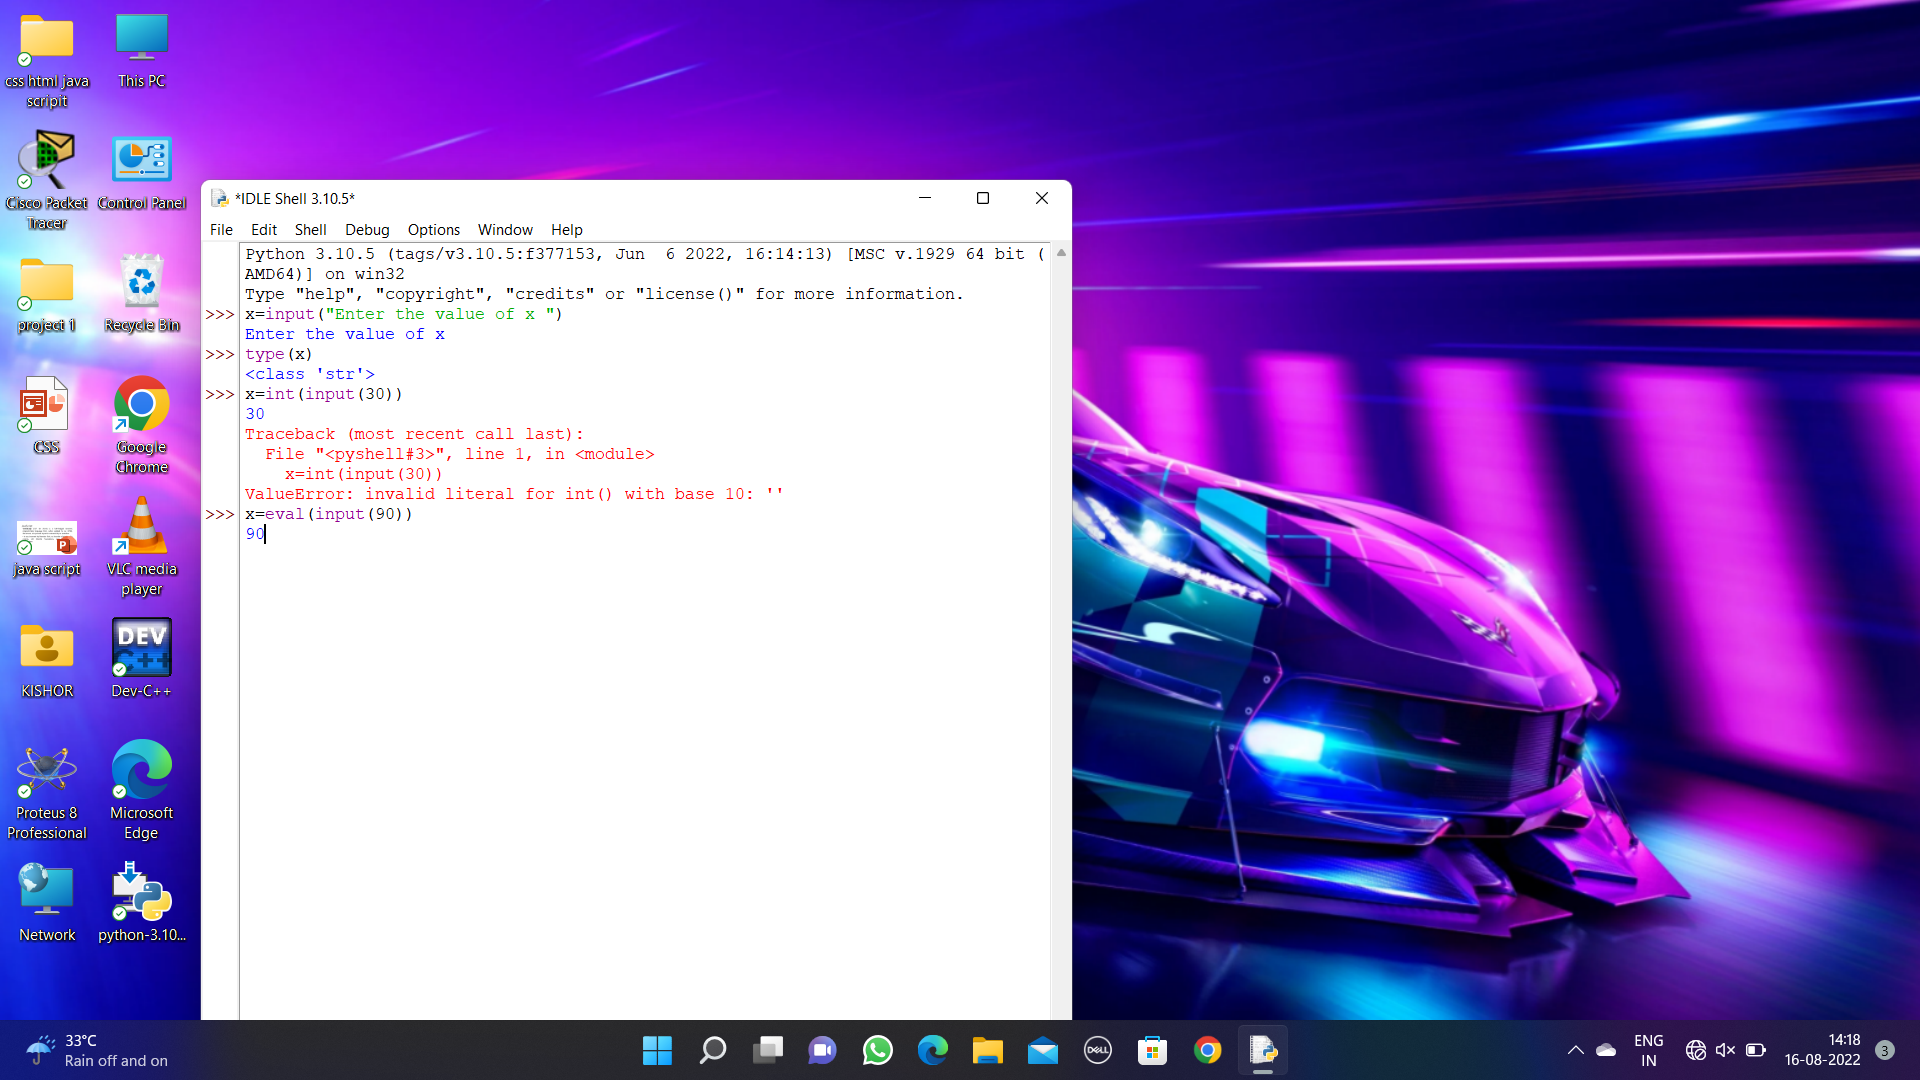 css html java
scripit
This PC
Cisco Packet
Tracer
Control Panel
project 1
Recycle Bin
CSS
Google
Chrome
java script
VLC media
player
KISHOR
DEV
C++
Dev-C++
Proteus 8
Professional
Microsoft
Edge
Network
python-3.10...
*IDLE Shell 3.10.5*
File Edit Shell Debug Options Window Help
Python 3.10.5 (tags/v3.10.5:f377153, Jun  6 2022, 16:14:13) [MSC v.1929 64 bit (
AMD64)] on win32
Type "help", "copyright", "credits" or "license()" for more information.
>>> x=input("Enter the value of x ")
Enter the value of x
>>> type(x)
<class 'str'>
>>> x=int(input(30))
30
Traceback (most recent call last):
  File "<pyshell#3>", line 1, in <module>
    x=int(input(30))
ValueError: invalid literal for int() with base 10: ''
>>> x=eval(input(90))
90
33°C
Rain off and on
DELL
ENG
IN
14:18
16-08-2022
3